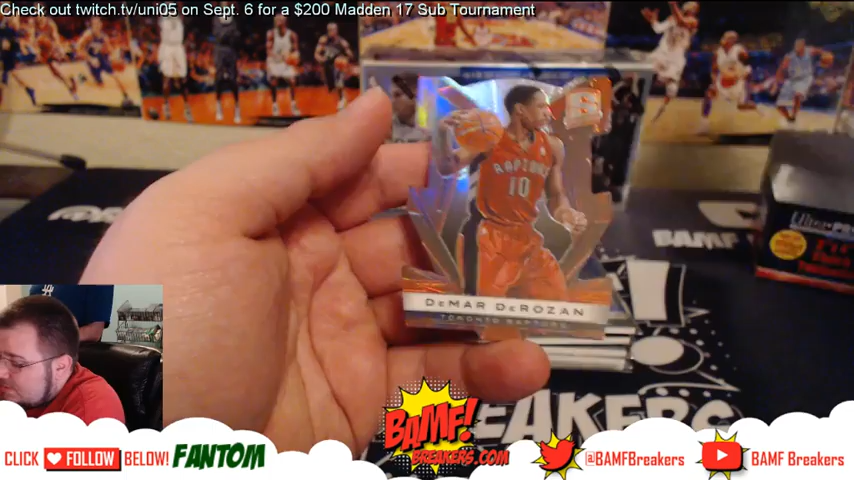 Check out twitch.tv/uni05 on Sept. 6 for a $200 Madden 17 Sub Tournament
RAPTORS
10
DeMAR DeROZAN
TORONTO RAPTORS
BAMF
EAKERS
CLICK FOLLOW BELOW! FANTOM
BAMF!
BREAKERS.COM
@BAMFBreakers
BAMF Breakers